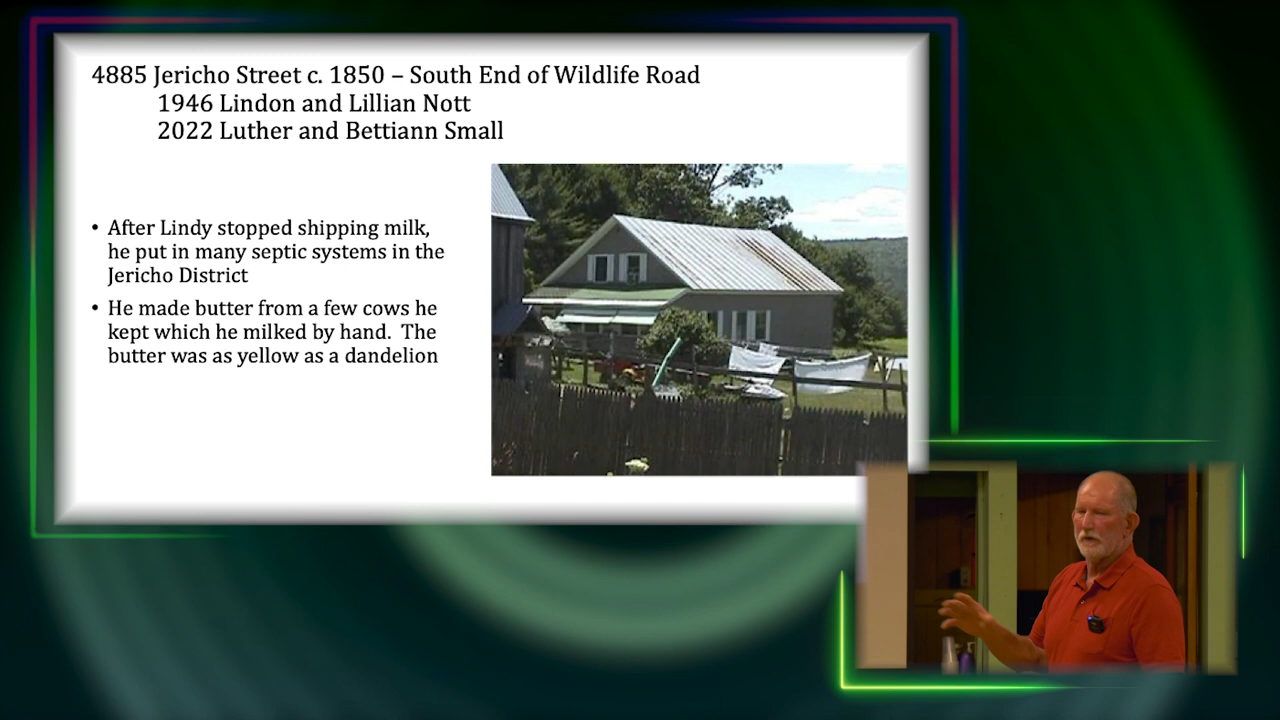 4885 Jericho Street c. 1850 – South End of Wildlife Road
1946 Lindon and Lillian Nott
2022 Luther and Bettiann Small
• After Lindy stopped shipping milk,
he put in many septic systems in the
Jericho District
• He made butter from a few cows he
kept which he milked by hand.  The
butter was as yellow as a dandelion